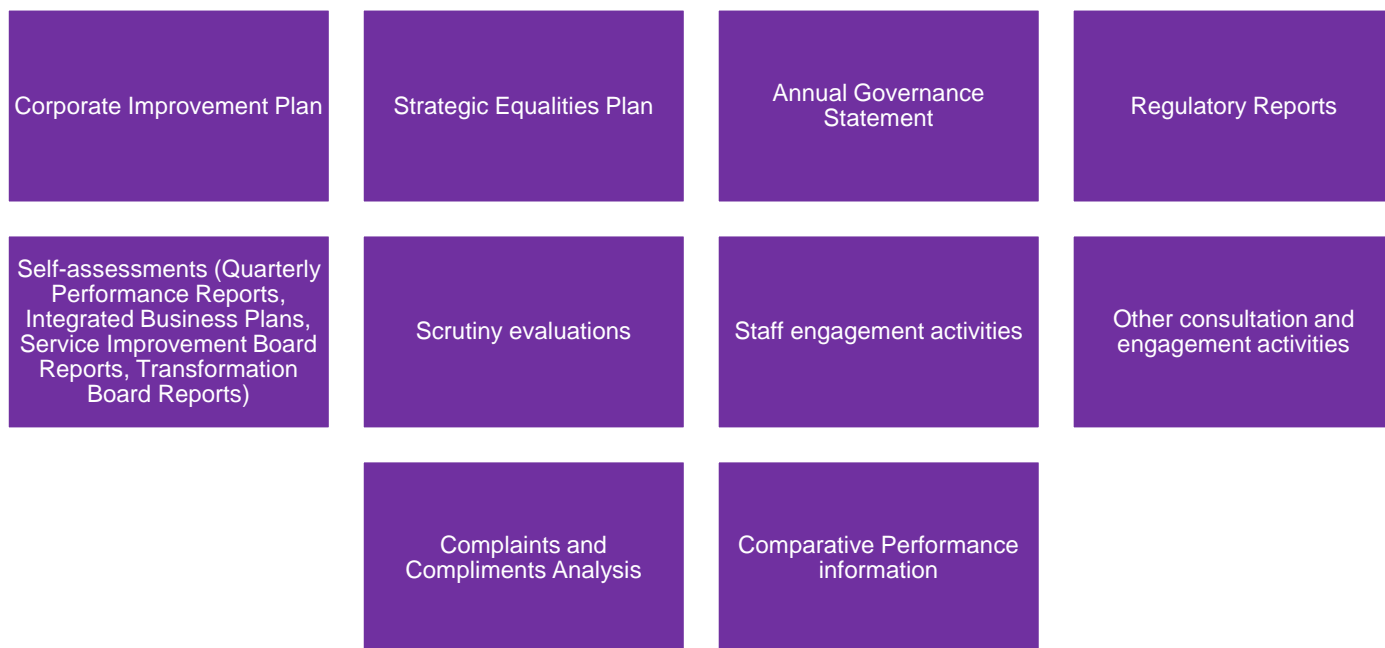 Corporate Improvement Plan
Strategic Equalities Plan
Annual Governance
Statement
Regulatory Reports
Self-assessments (Quarterly
Performance Reports,
Integrated Business Plans,
Service Improvement Board
Reports, Transformation
Board Reports)
Scrutiny evaluations
Staff engagement activities
Other consultation and
engagement activities
Complaints and
Compliments Analysis
Comparative Performance
information